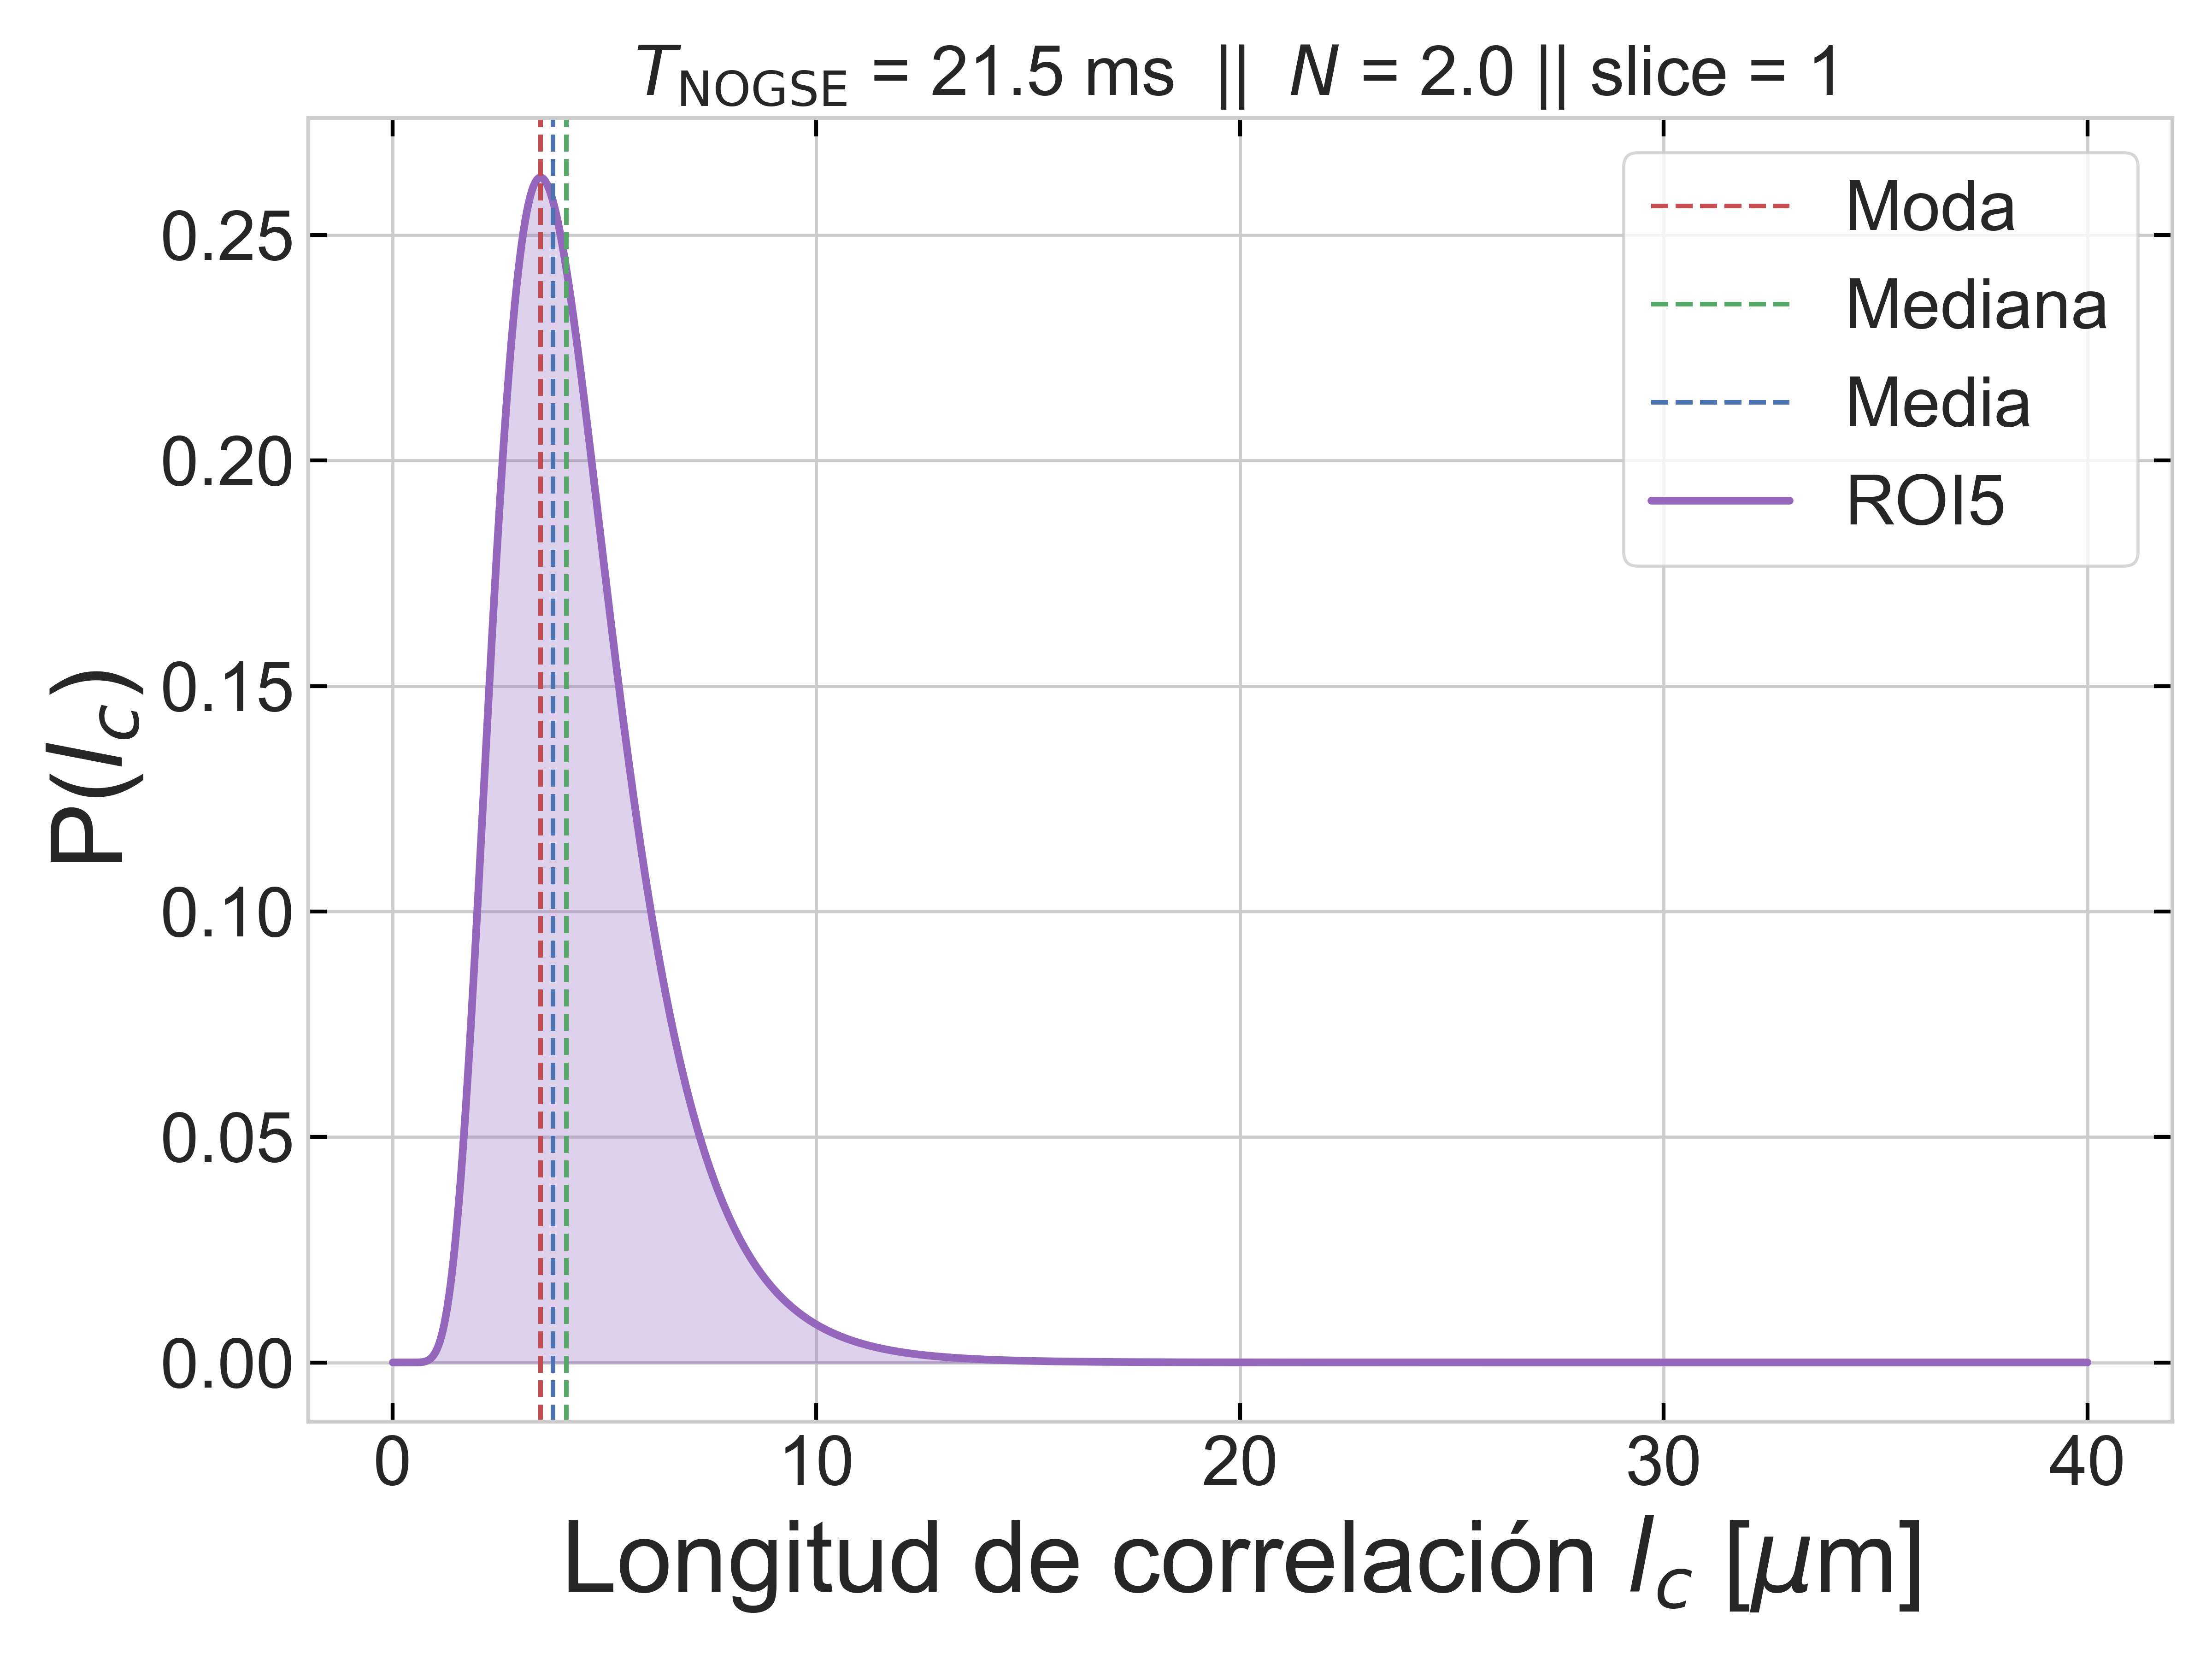 T_NOGSE = 21.5 ms || N = 2.0 || slice = 1
Moda
Mediana
Media
ROI5
P(l_c)
0.25
0.20
0.15
0.10
0.05
0.00
0 10 20 30 40
Longitud de correlación l_c [μm]